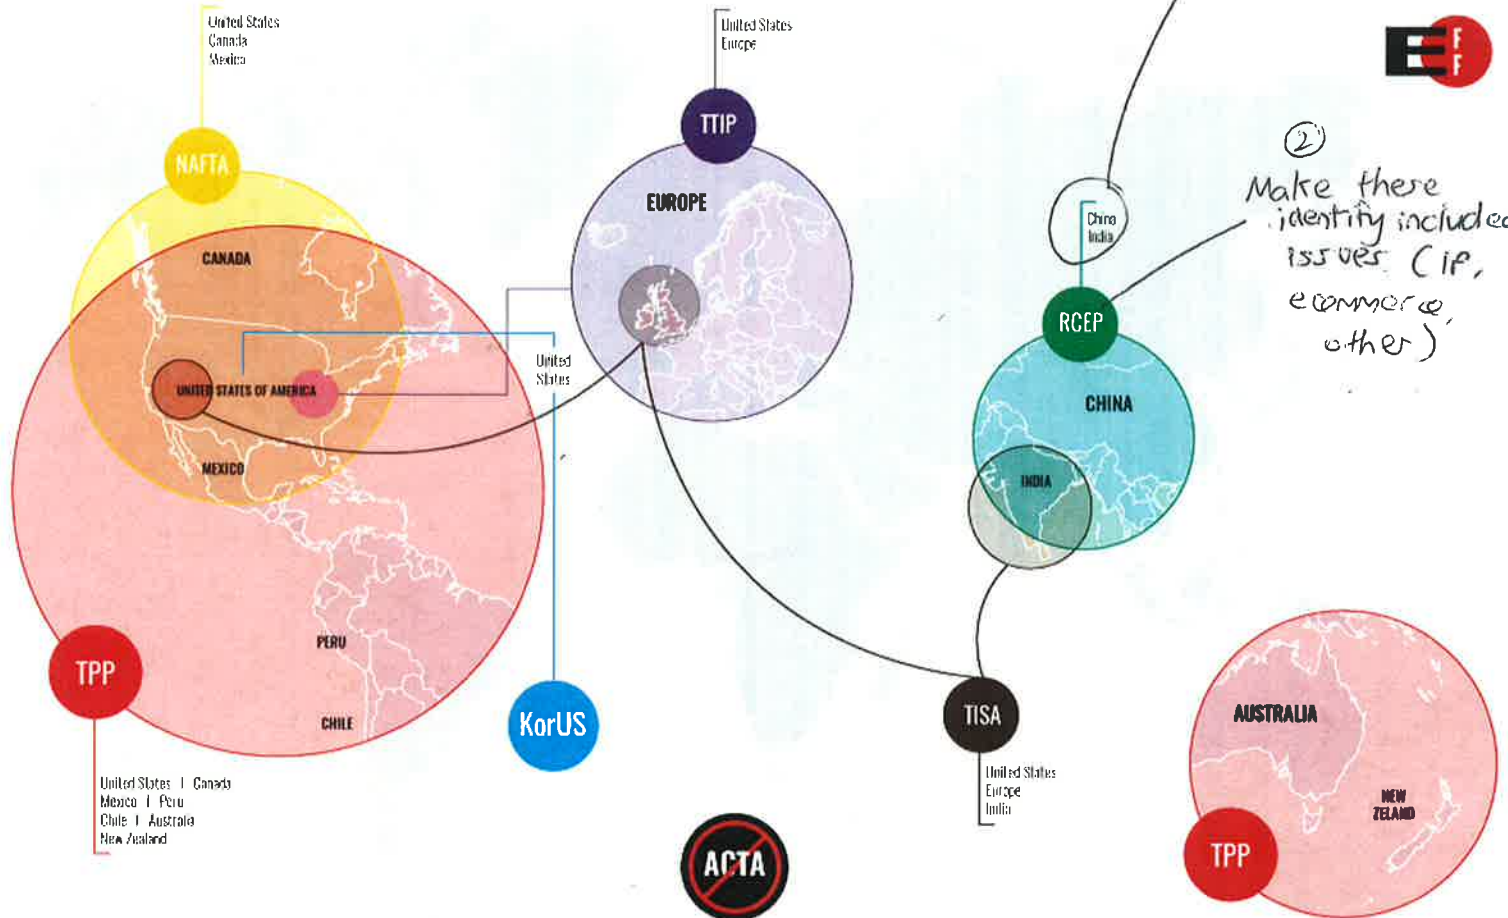 United States
Canada
Mexico
NAFTA
United States
Europe
TTIP
E F
F
②
Make these
identity included
issues (IP,
ecommerce,
other)
China
India
RCEP
EUROPE
CANADA
UNITED STATES OF AMERICA
United
States
MEXICO
CHINA
INDIA
PERU
CHILE
TPP
United States | Canada
Mexico | Peru
Chile | Australia
New Zealand
KorUS
TISA
United States
Europe
India
ACTA
AUSTRALIA
NEW
ZELAND
TPP